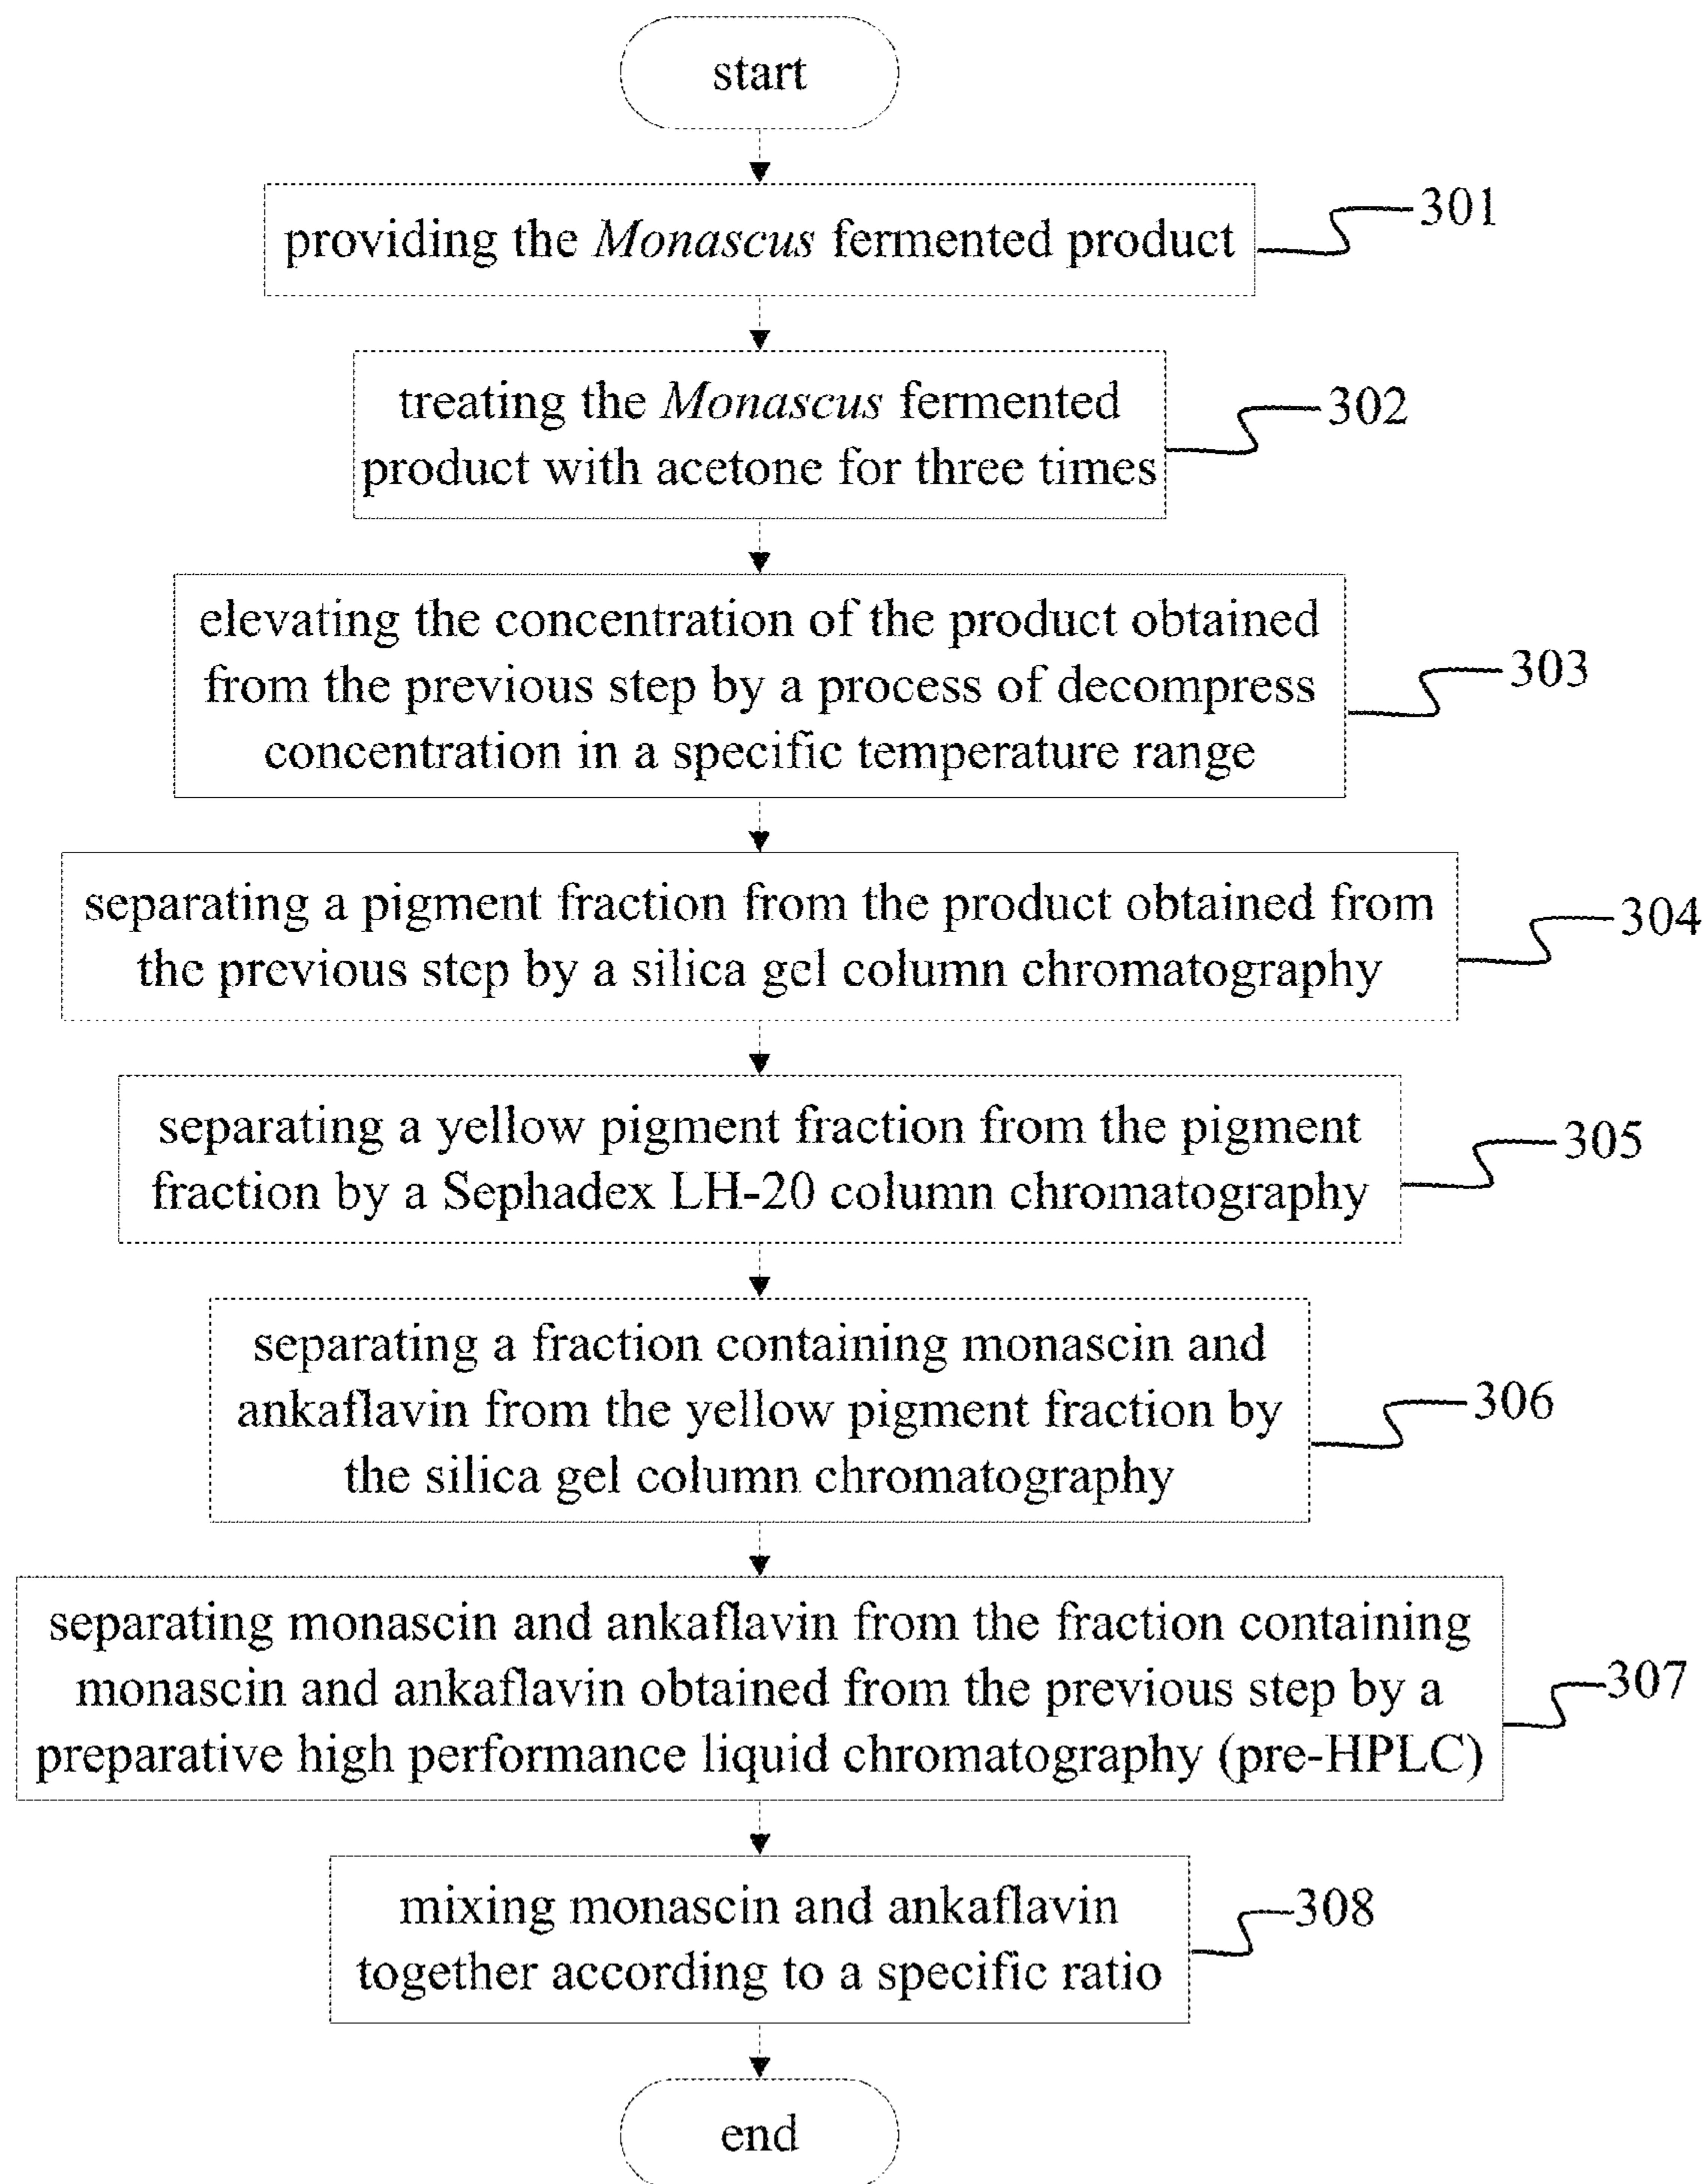 start
providing the Monascus fermented product
301
treating the Monascus fermented
product with acetone for three times
302
elevating the concentration of the product obtained
from the previous step by a process of decompress
concentration in a specific temperature range
303
separating a pigment fraction from the product obtained from
the previous step by a silica gel column chromatography
304
separating a yellow pigment fraction from the pigment
fraction by a Sephadex LH-20 column chromatography
305
separating a fraction containing monascin and
ankaflavin from the yellow pigment fraction by
the silica gel column chromatography
306
separating monascin and ankaflavin from the fraction containing
monascin and ankaflavin obtained from the previous step by a
preparative high performance liquid chromatography (pre-HPLC)
307
mixing monascin and ankaflavin
together according to a specific ratio
308
end